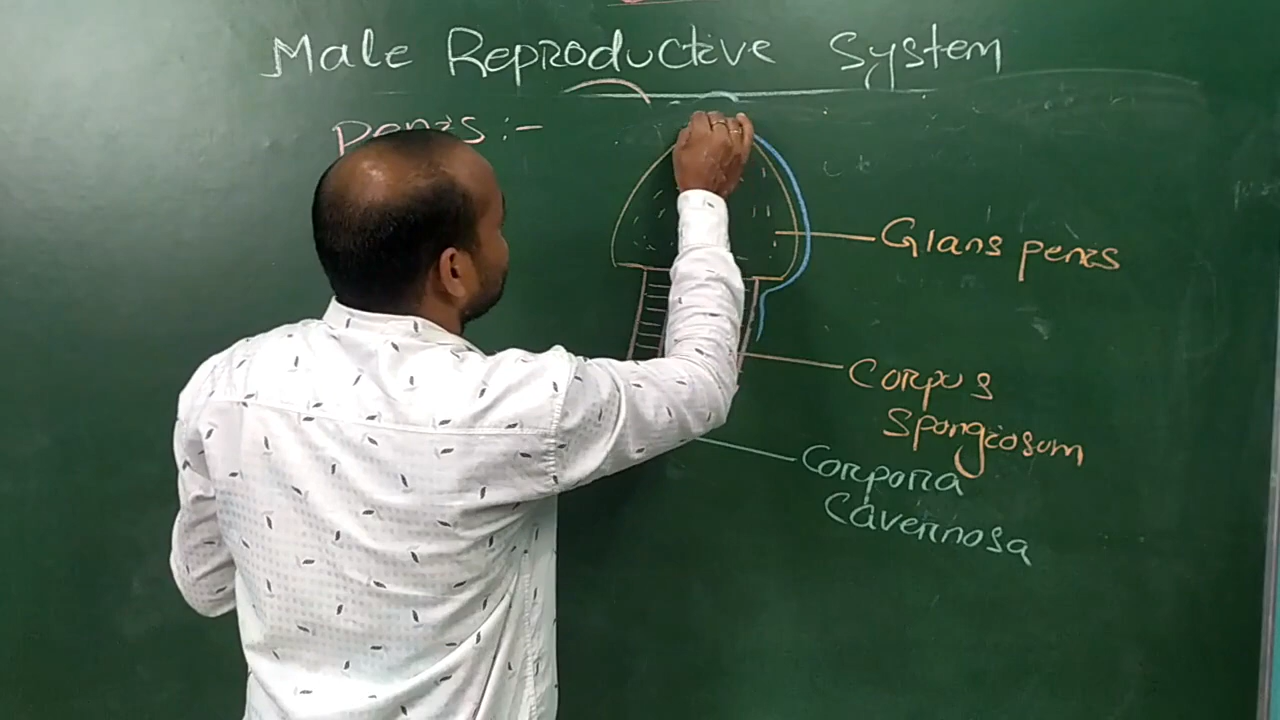 Male Reproductive System
Penis :-
Glans penis
Corpus
Spongiosum
Corpora
Cavernosa